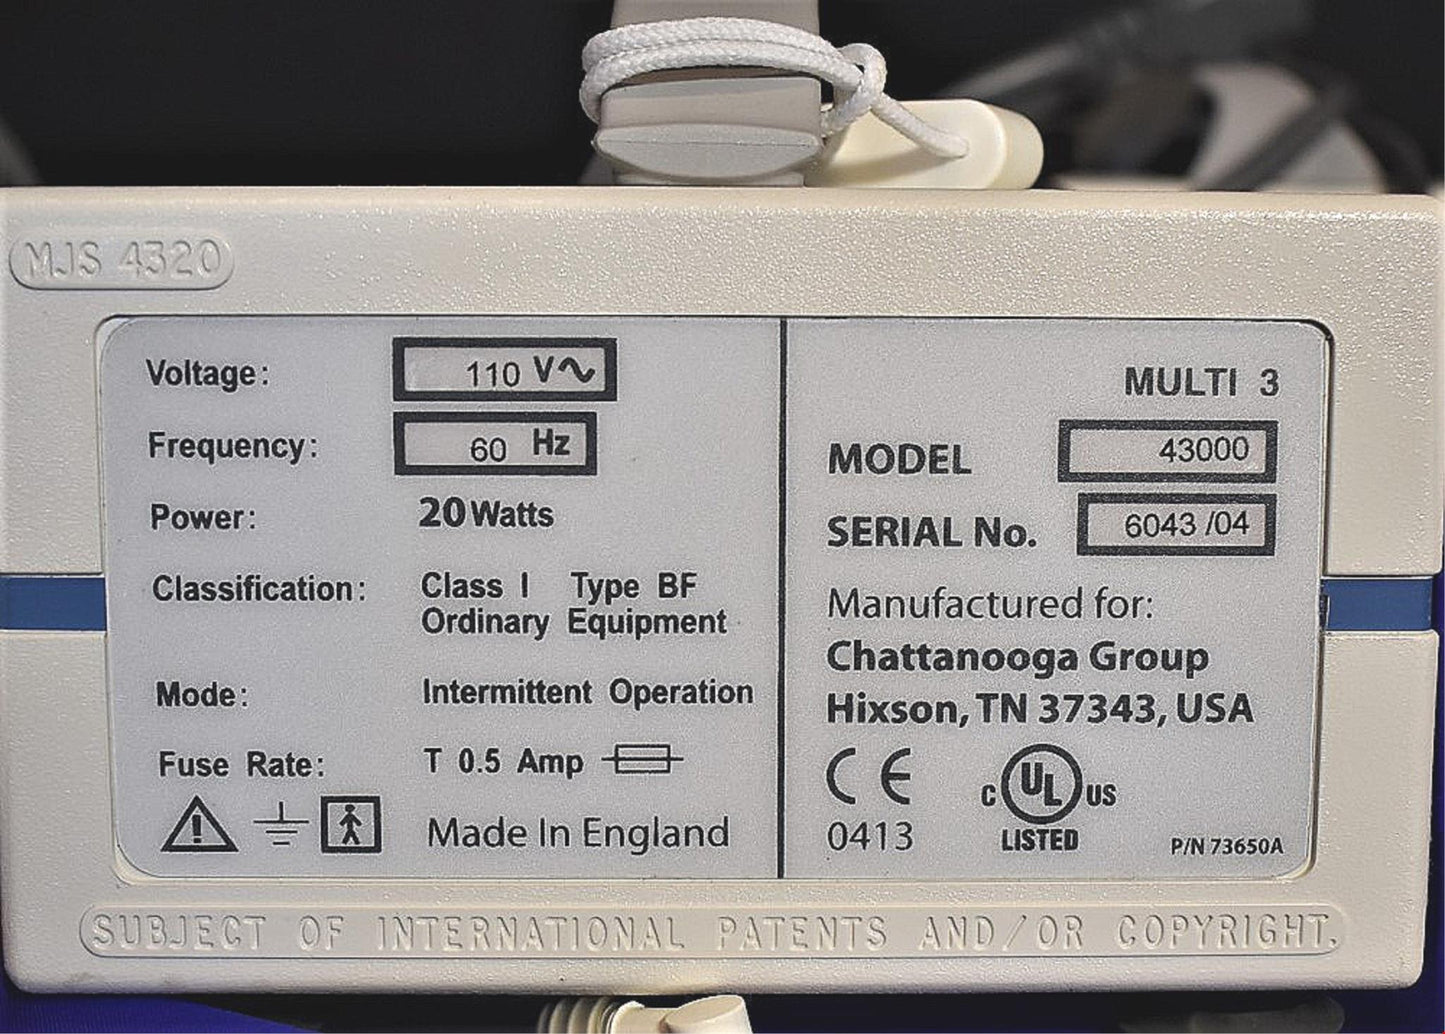 MJS 4320
Voltage: 110 V~
Frequency: 60 Hz
Power: 20 Watts
Classification: Class I Type BF
Ordinary Equipment
Mode: Intermittent Operation
Fuse Rate: T 0.5 Amp
Made In England
MULTI 3
MODEL 43000
SERIAL No. 6043 /04
Manufactured for:
Chattanooga Group
Hixson, TN 37343, USA
CE
0413
C UL US
LISTED
P/N 73650A
SUBJECT OF INTERNATIONAL PATENTS AND/OR COPYRIGHT.